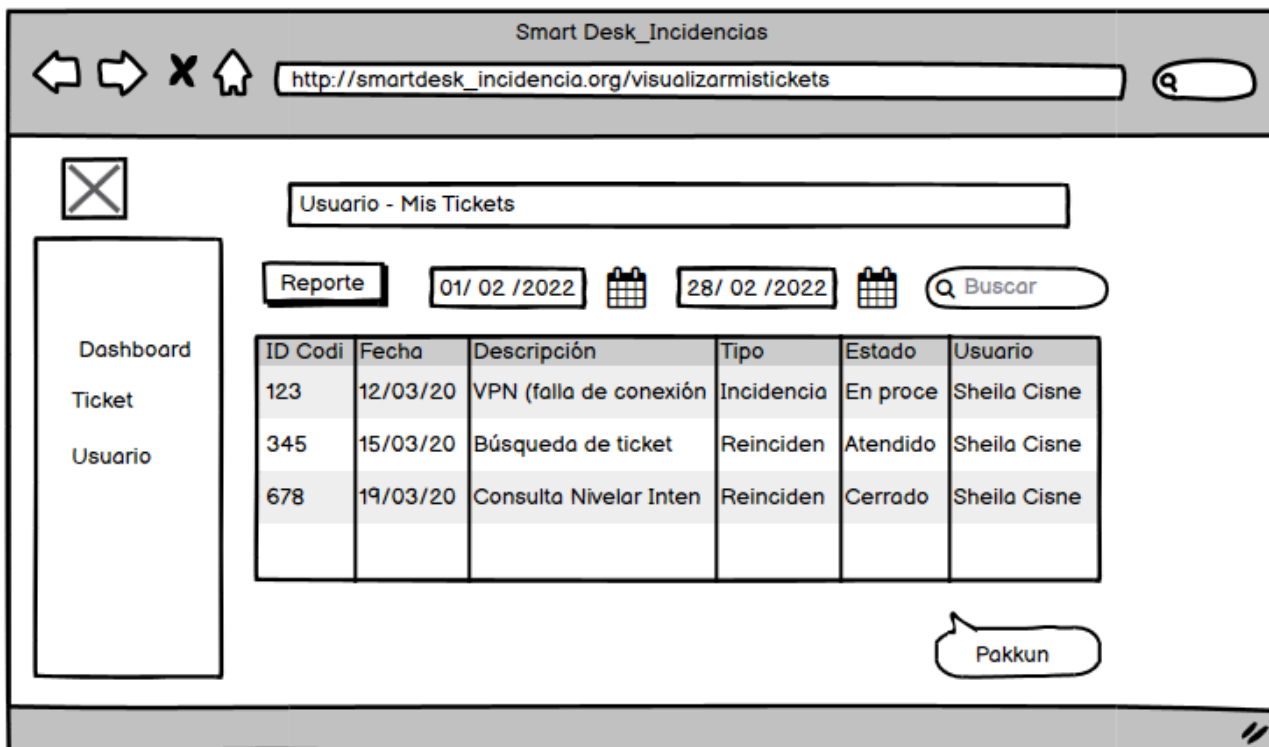 Smart Desk_Incidencias
http://smartdesk_incidencia.org/visualizarmistickets
Usuario - Mis Tickets
Dashboard
Ticket
Usuario
Reporte 01/ 02 /2022 28/ 02 /2022 Buscar
ID Codi Fecha Descripción Tipo Estado Usuario
123 12/03/20 VPN (falla de conexión Incidencia En proce Sheila Cisne
345 15/03/20 Búsqueda de ticket Reinciden Atendido Sheila Cisne
678 19/03/20 Consulta Nivelar Inten Reinciden Cerrado Sheila Cisne
Pakkun